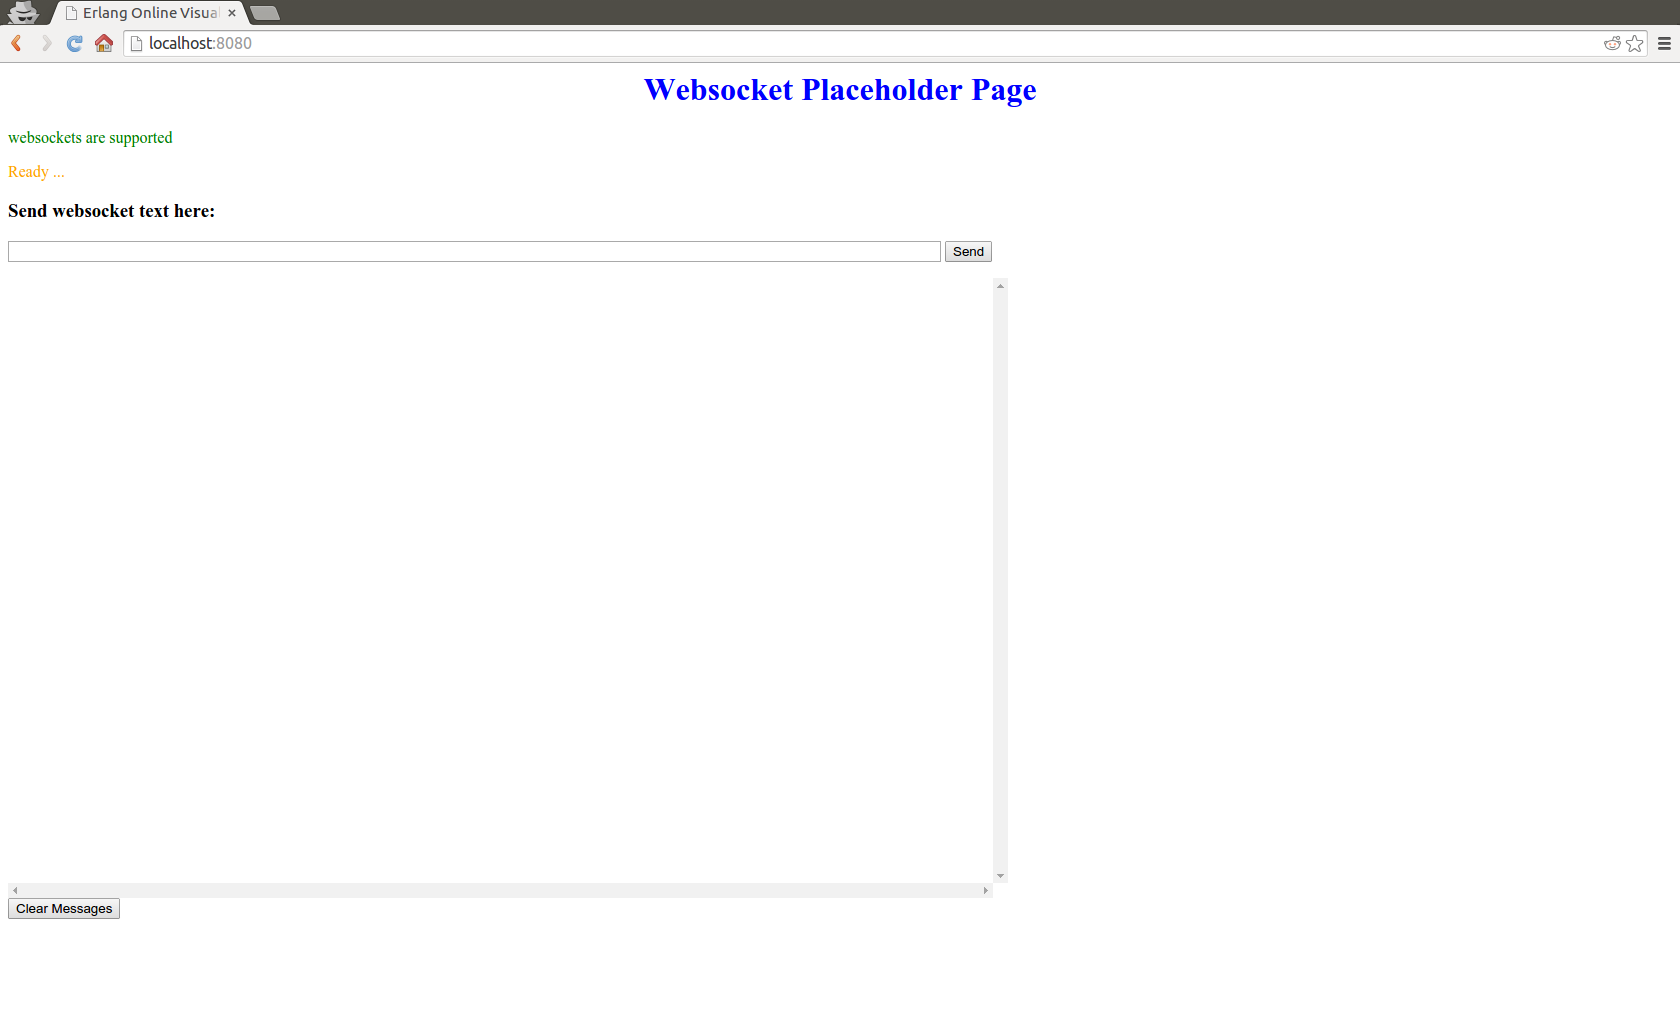 Erlang Online Visua
localhost:8080
Websocket Placeholder Page
websockets are supported
Ready ...
Send websocket text here:
Send
Clear Messages